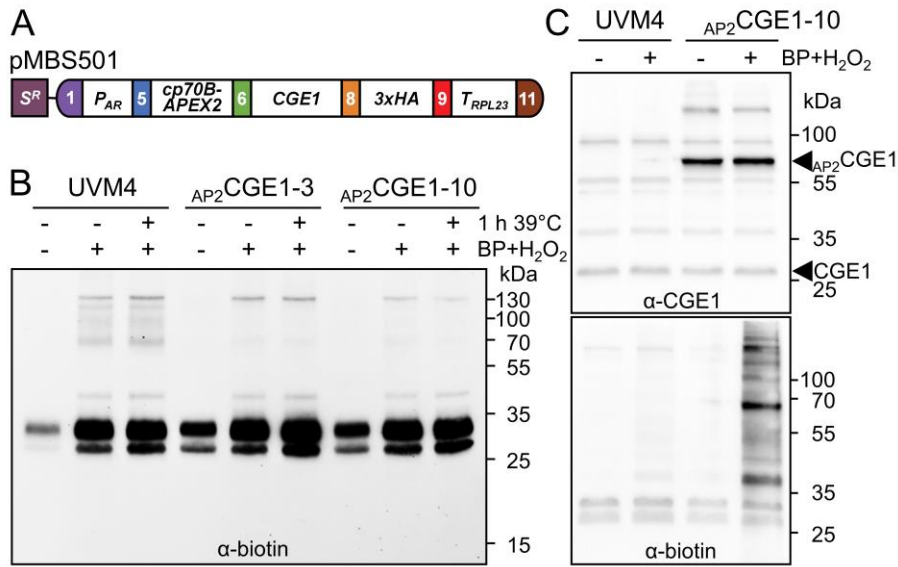 A
pMBS501
S^R 1 P_AR 5 cp70B-APEX2 6 CGE1 8 3xHA 9 T_RPL23 11
B
UVM4 AP2CGE1-3 AP2CGE1-10
- - + - - + - - + 1 h 39°C
- + + - + + - + + BP+H2O2
kDa
130
100
70
55
35
25
15
α-biotin
C
UVM4 AP2CGE1-10
- + - + BP+H2O2
kDa
100
AP2CGE1
55
35
CGE1
25
α-CGE1
100
70
55
35
25
α-biotin